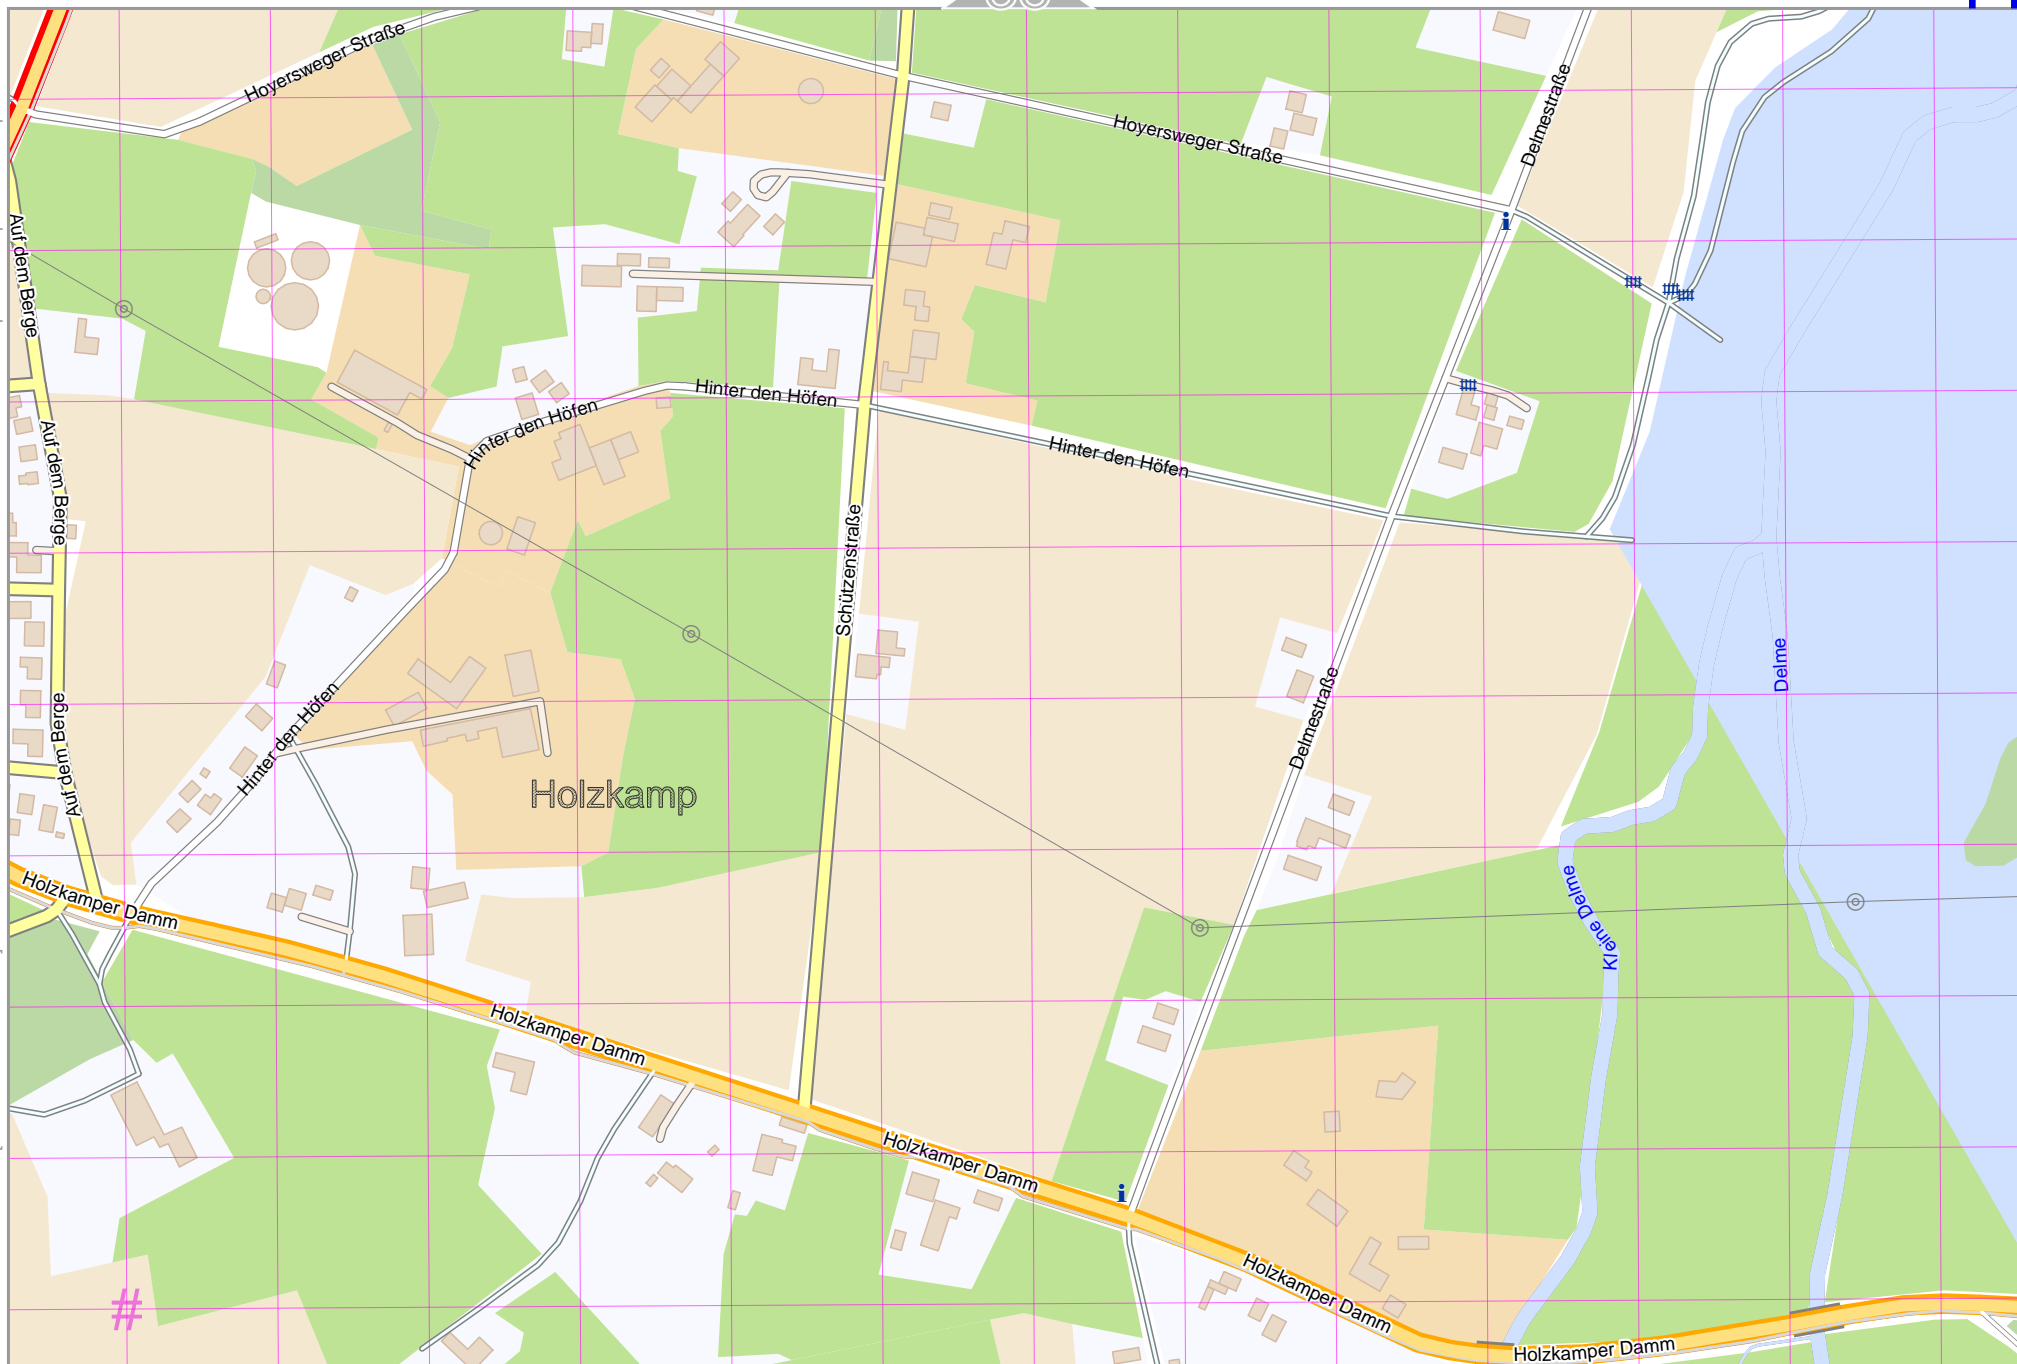 Hoyersweger Straße
Delmestraße
Hoyersweger Straße
Auf dem Berge
i
Hinter den Höfen
Hinter den Höfen
Auf dem Berge
Hinter den Höfen
Schützenstraße
Delme
Delmestraße
Hinter den Höfen
Auf dem Berge
Holzkamp
Kleine Delme
Holzkamper Damm
Holzkamper Damm
Holzkamper Damm
i
Holzkamper Damm
#
Holzkamper Damm